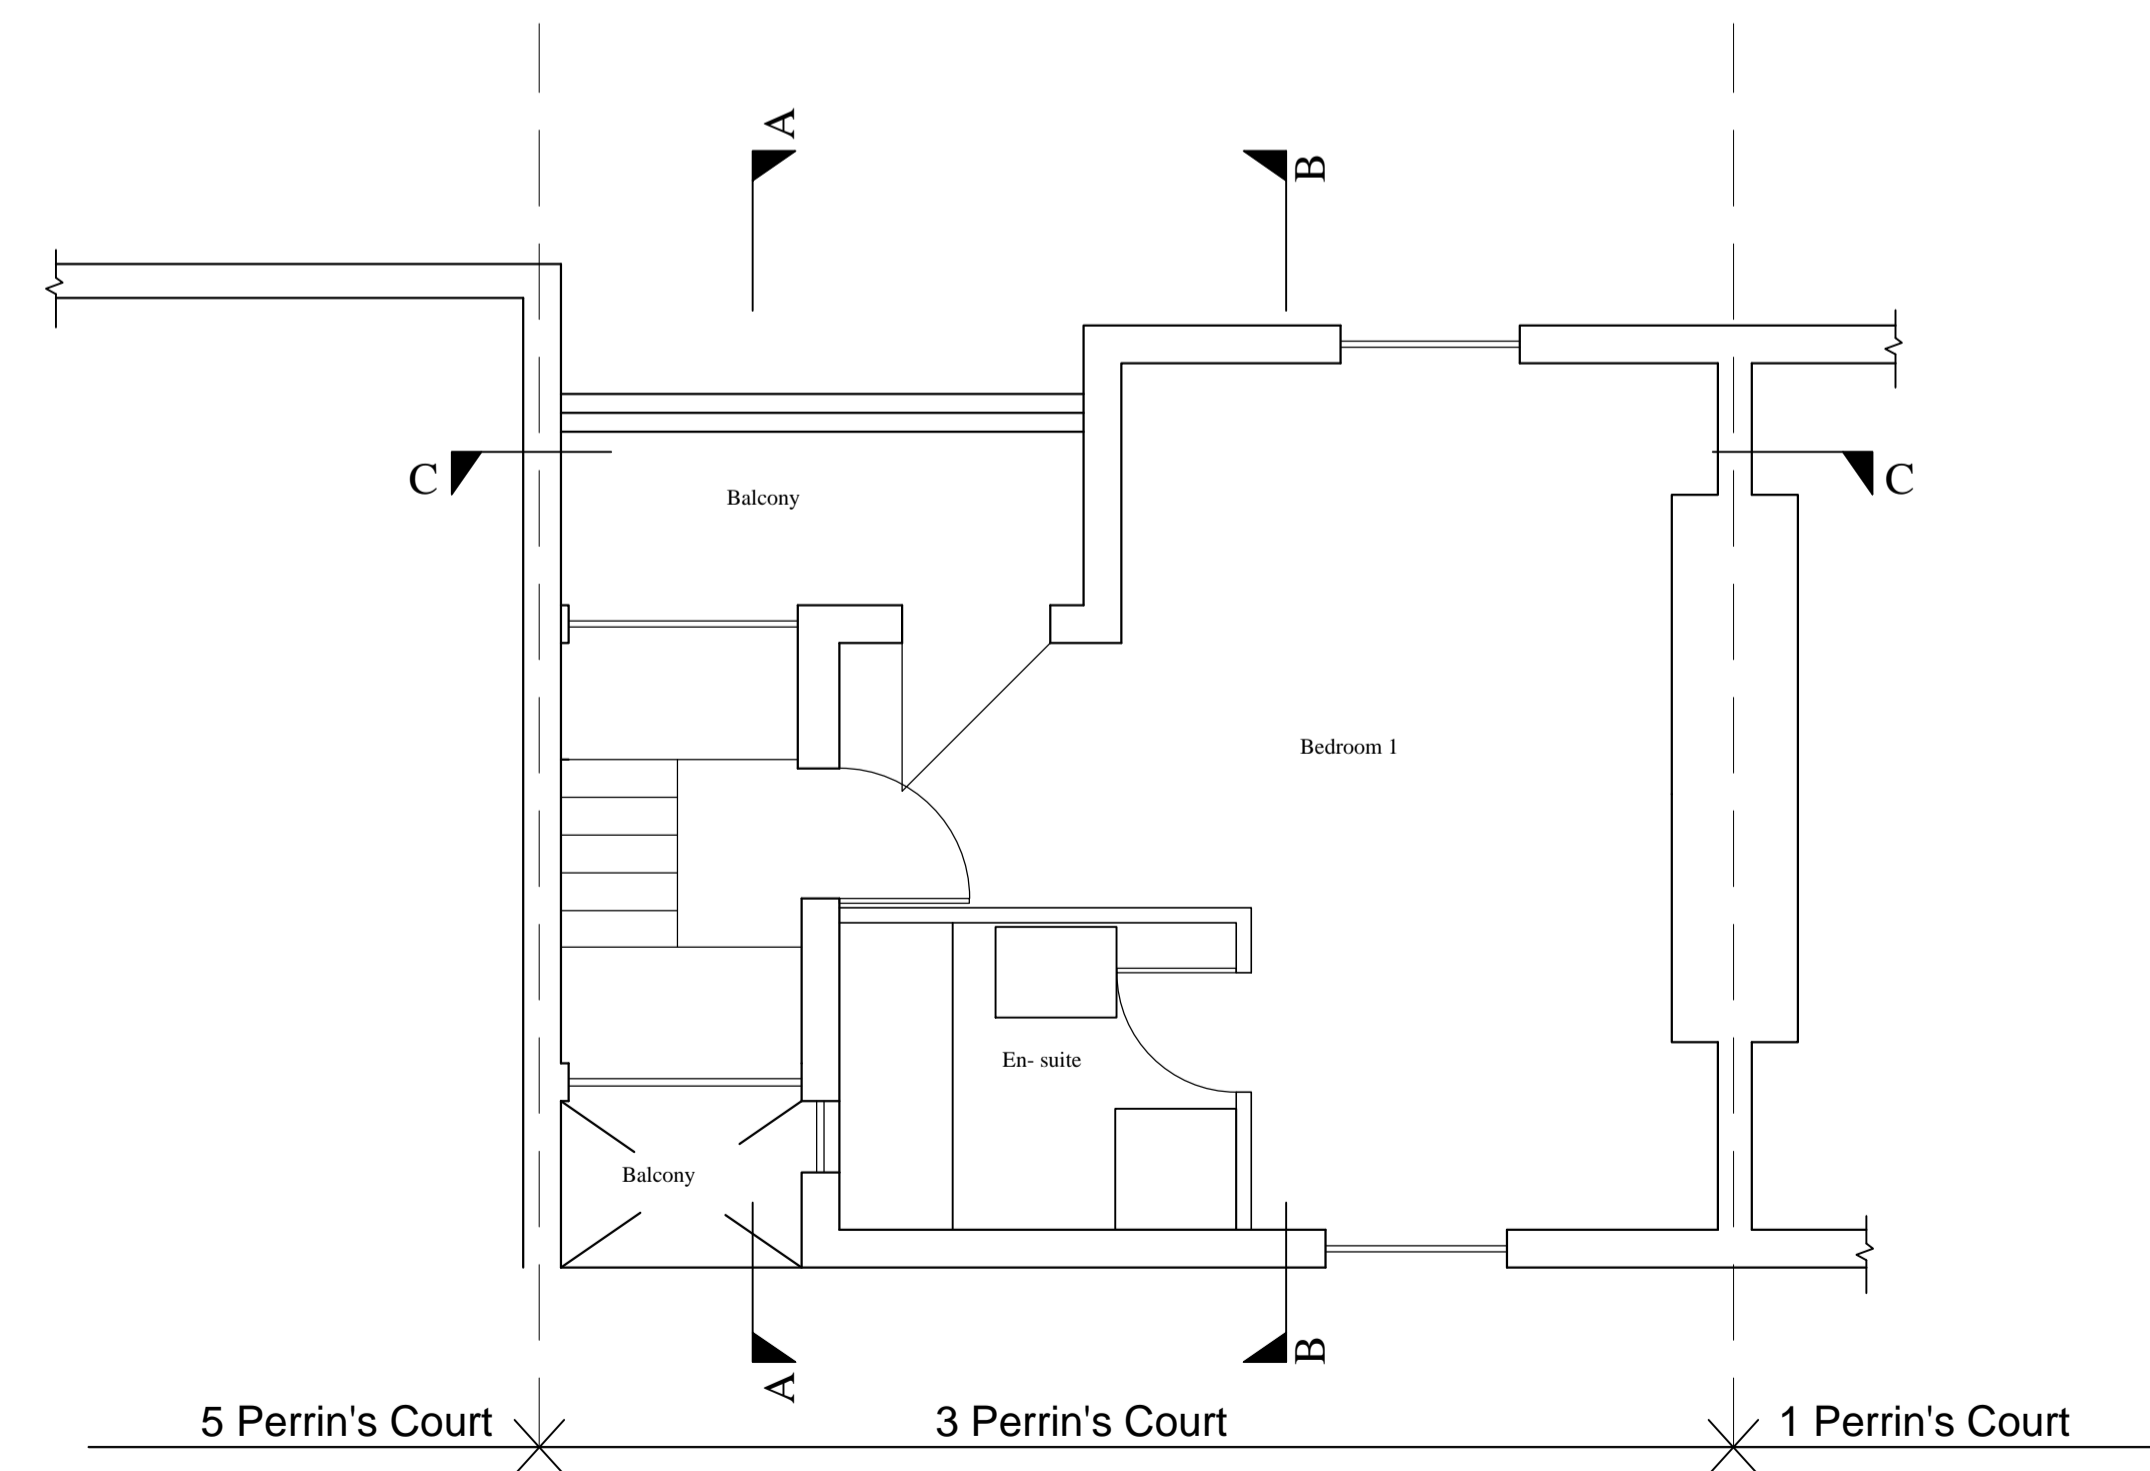 A
B
C
C
Balcony
Bedroom 1
En- suite
Balcony
A
B
5 Perrin's Court
3 Perrin's Court
1 Perrin's Court